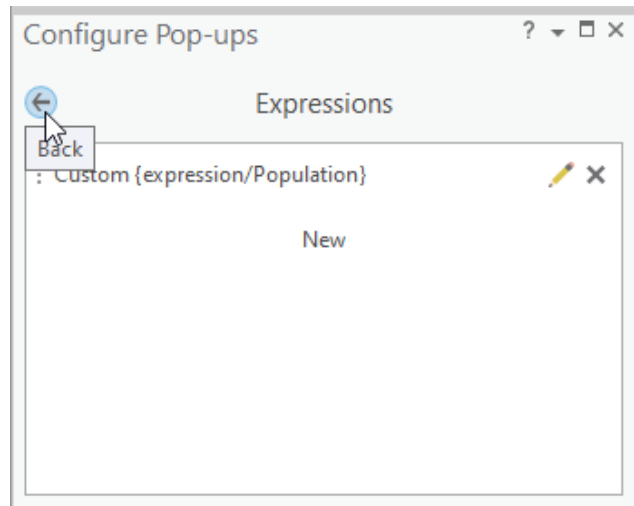 Configure Pop-ups
Expressions
Back
: Custom {expression/Population}
New